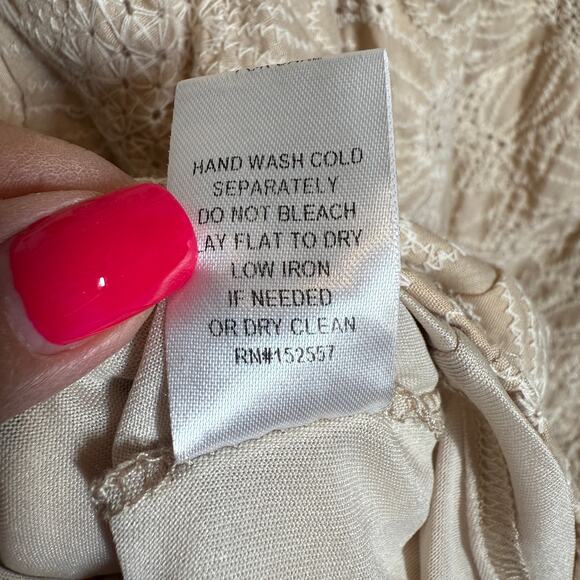 HAND WASH COLD
SEPARATELY
DO NOT BLEACH
LAY FLAT TO DRY
LOW IRON
IF NEEDED
OR DRY CLEAN
RN#152557